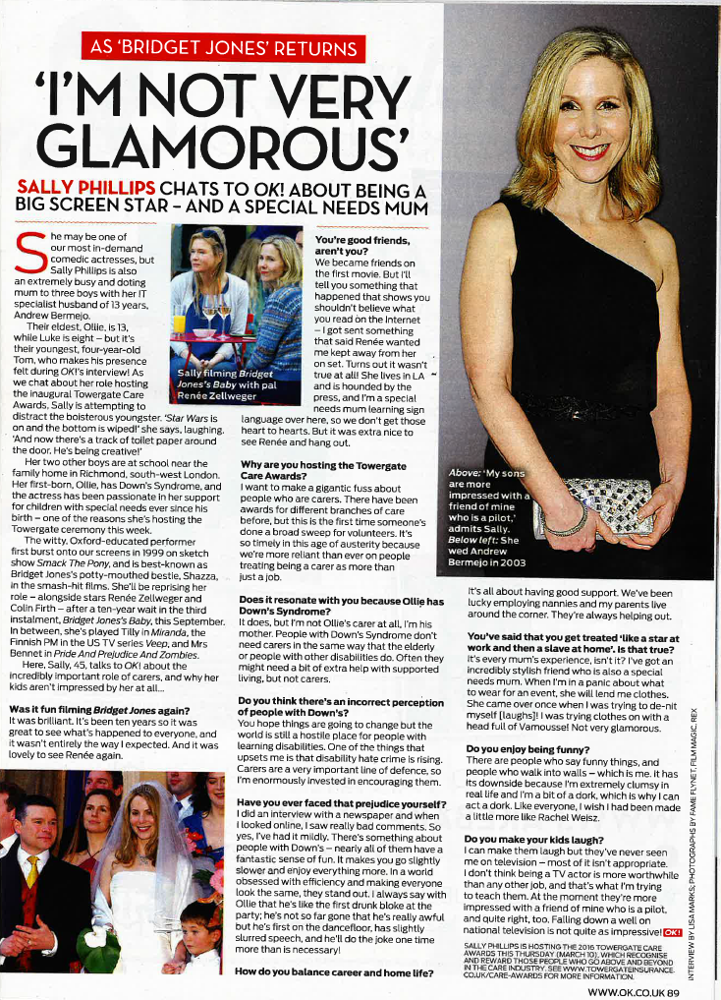 AS 'BRIDGET JONES' RETURNS
'I'M NOT VERY
GLAMOROUS'
SALLY PHILLIPS CHATS TO OK! ABOUT BEING A
BIG SCREEN STAR – AND A SPECIAL NEEDS MUM
She may be one of
our most in-demand
comedic actresses, but
Sally Phillips is also
an extremely busy and doting
mum to three boys with her IT
specialist husband of 13 years,
Andrew Bermejo.
Their eldest, Ollie, is 13,
while Luke is eight – but it's
their youngest, four-year-old
Tom, who makes his presence
felt during OK!'s interview! As
we chat about her role hosting
the inaugural Towergate Care
Awards, Sally is attempting to
distract the boisterous youngster. 'Star Wars is
on and the bottom is wiped!' she says, laughing.
'And now there's a track of toilet paper around
the door. He's being creative!'
Her two other boys are at school near the
family home in Richmond, south-west London.
Her first-born, Ollie, has Down's Syndrome, and
the actress has been passionate in her support
for children with special needs ever since his
birth – one of the reasons she's hosting the
Towergate ceremony this week.
The witty, Oxford-educated performer
first burst onto our screens in 1999 on sketch
show Smack The Pony, and is best-known as
Bridget Jones's potty-mouthed bestie, Shazza,
in the smash-hit films. She'll be reprising her
role – alongside stars Renée Zellweger and
Colin Firth – after a ten-year wait in the third
instalment, Bridget Jones's Baby, this September.
In between, she's played Tilly in Miranda, the
Finnish PM in the US TV series Veep, and Mrs
Bennet in Pride And Prejudice And Zombies.
Here, Sally, 45, talks to OK! about the
incredibly important role of carers, and why her
kids aren't impressed by her at all...
Was it fun filming Bridget Jones again?
It was brilliant. It's been ten years so it was
great to see what's happened to everyone, and
it wasn't entirely the way I expected. And it was
lovely to see Renée again.
Sally filming Bridget
Jones's Baby with pal
Renée Zellweger
You're good friends,
aren't you?
We became friends on
the first movie. But I'll
tell you something that
happened that shows you
shouldn't believe what
you read on the Internet
– I got sent something
that said Renée wanted
me kept away from her
on set. Turns out it wasn't
true at all! She lives in LA
and is hounded by the
press, and I'm a special
needs mum learning sign
language over here, so we don't get those
heart to hearts. But it was extra nice to
see Renée and hang out.
Why are you hosting the Towergate
Care Awards?
I want to make a gigantic fuss about
people who are carers. There have been
awards for different branches of care
before, but this is the first time someone's
done a broad sweep for volunteers. It's
so timely in this age of austerity because
we're more reliant than ever on people
treating being a carer as more than
just a job.
Does it resonate with you because Ollie has
Down's Syndrome?
It does, but I'm not Ollie's carer at all, I'm his
mother. People with Down's Syndrome don't
need carers in the same way that the elderly
or people with other disabilities do. Often they
might need a bit of extra help with supported
living, but not carers.
Do you think there's an incorrect perception
of people with Down's?
You hope things are going to change but the
world is still a hostile place for people with
learning disabilities. One of the things that
upsets me is that disability hate crime is rising.
Carers are a very important line of defence, so
I'm enormously invested in encouraging them.
Have you ever faced that prejudice yourself?
I did an interview with a newspaper and when
I looked online, I saw really bad comments. So
yes, I've had it mildly. There's something about
people with Down's – nearly all of them have a
fantastic sense of fun. It makes you go slightly
slower and enjoy everything more. In a world
obsessed with efficiency and making everyone
look the same, they stand out. I always say with
Ollie that he's like the first drunk bloke at the
party; he's not so far gone that he's really awful
but he's first on the dancefloor, has slightly
slurred speech, and he'll do the joke one time
more than is necessary!
How do you balance career and home life?
Above: 'My sons
are more
impressed with a
friend of mine
who is a pilot,'
admits Sally.
Below left: She
wed Andrew
Bermejo in 2003
It's all about having good support. We've been
lucky employing nannies and my parents live
around the corner. They're always helping out.
You've said that you get treated 'like a star at
work and then a slave at home'. Is that true?
It's every mum's experience, isn't it? I've got an
incredibly stylish friend who is also a special
needs mum. When I'm in a panic about what
to wear for an event, she will lend me clothes.
She came over once when I was trying to de-nit
myself [laughs]! I was trying clothes on with a
head full of Vamousse! Not very glamorous.
Do you enjoy being funny?
There are people who say funny things, and
people who walk into walls – which is me. It has
its downside because I'm extremely clumsy in
real life and I'm a bit of a dork, which is why I can
act a dork. Like everyone, I wish I had been made
a little more like Rachel Weisz.
Do you make your kids laugh?
I can make them laugh but they've never seen
me on television – most of it isn't appropriate.
I don't think being a TV actor is more worthwhile
than any other job, and that's what I'm trying
to teach them. At the moment they're more
impressed with a friend of mine who is a pilot,
and quite right, too. Falling down a well on
national television is not quite as impressive! OK!
SALLY PHILLIPS IS HOSTING THE 2016 TOWERGATE CARE
AWARDS THIS THURSDAY (MARCH 10), WHICH RECOGNISE
AND REWARD THOSE PEOPLE WHO GO ABOVE AND BEYOND
IN THE CARE INDUSTRY. SEE WWW.TOWERGATEINSURANCE.
CO.UK/CARE-AWARDS FOR MORE INFORMATION.
INTERVIEW BY LISA MARKS; PHOTOGRAPHS BY FAME FLYNET, FILM MAGIC, REX
WWW.OK.CO.UK 89